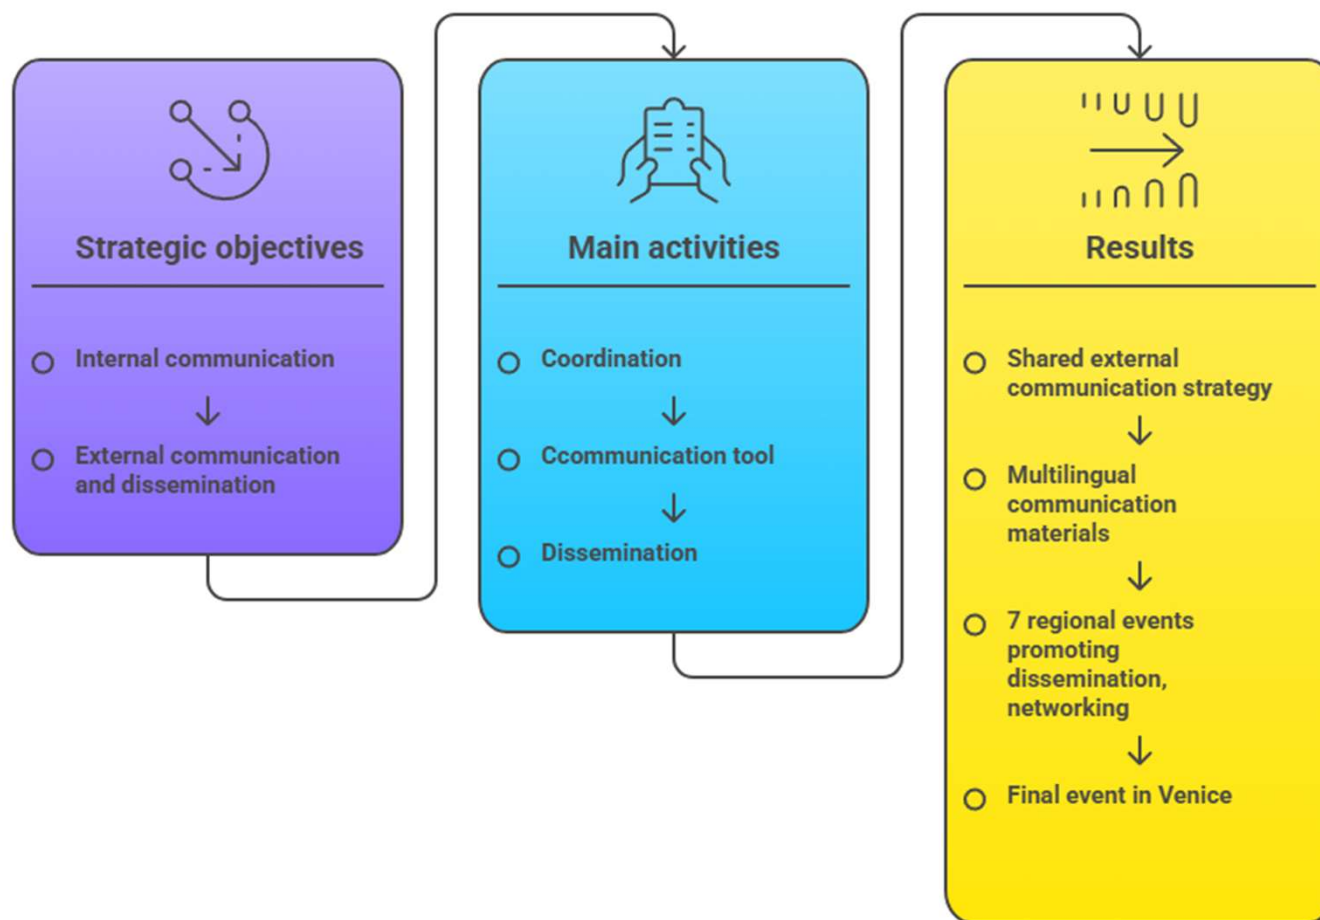 Strategic objectives
Internal communication
External communication
and dissemination
Main activities
Coordination
Ccommunication tool
Dissemination
Results
Shared external
communication strategy
Multilingual
communication
materials
7 regional events
promoting
dissemination,
networking
Final event in Venice